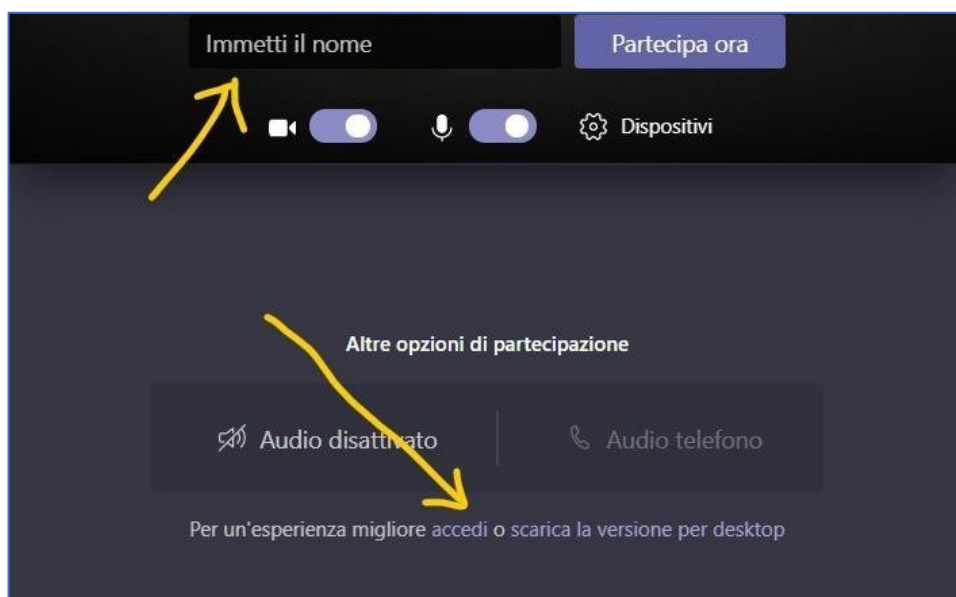 Immetti il nome
Partecipa ora
Dispositivi
Altre opzioni di partecipazione
Audio disattivato
Audio telefono
Per un'esperienza migliore accedi o scarica la versione per desktop